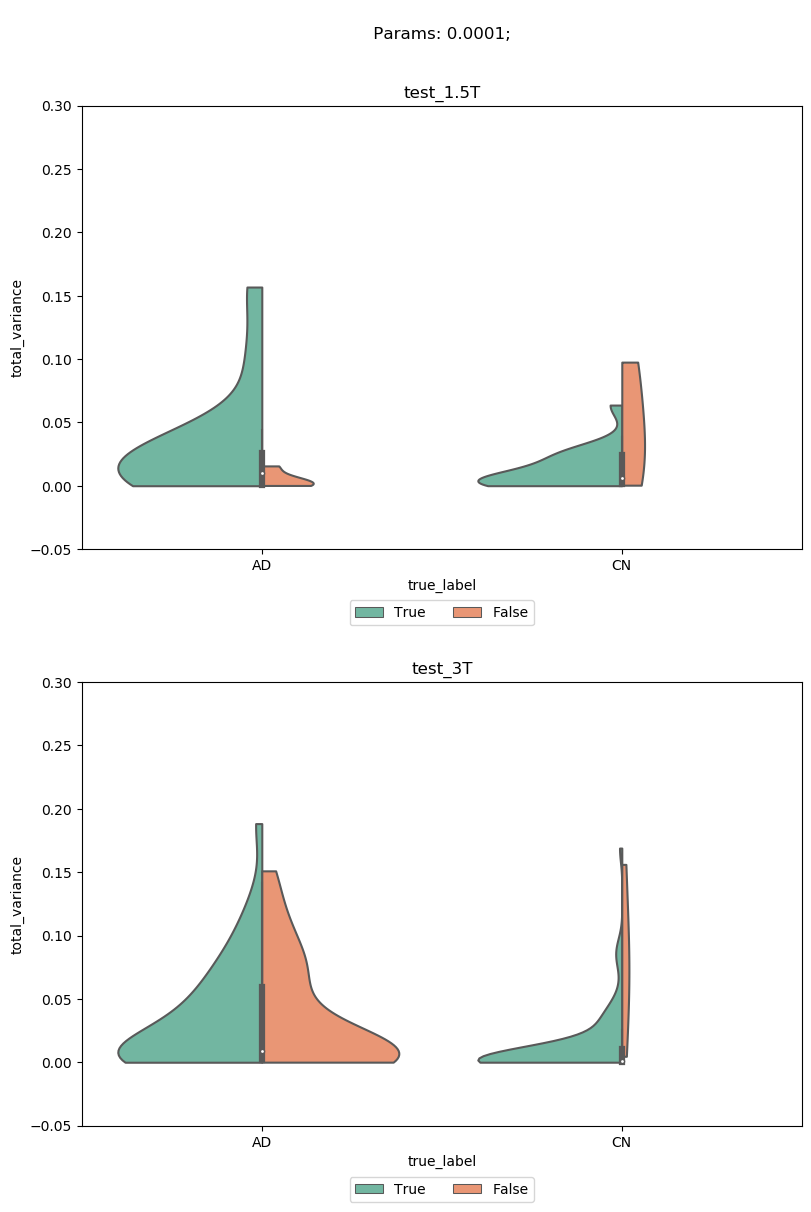 Params: 0.0001;
test_1.5T
0.30
0.25
0.20
0.15
0.10
0.05
0.00
−0.05
total_variance
AD CN
true_label
True False
test_3T
0.30
0.25
0.20
0.15
0.10
0.05
0.00
−0.05
total_variance
AD CN
true_label
True False